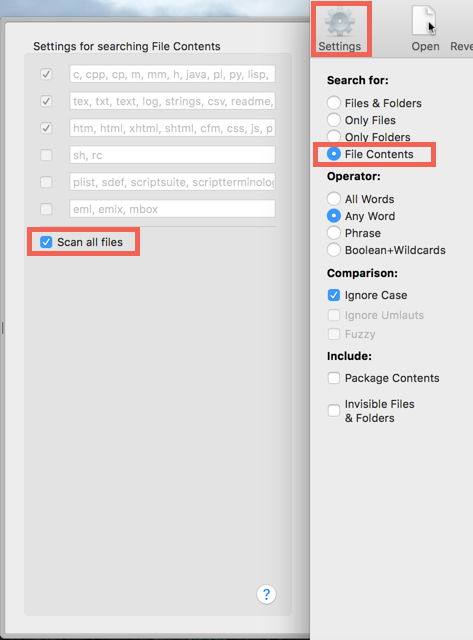 Settings for searching File Contents
c, cpp, cp, m, mm, h, java, pl, py, lisp,
tex, txt, text, log, strings, csv, readme,
htm, html, xhtml, shtml, cfm, css, js, p
sh, rc
plist, sdef, scriptsuite, scriptterminolog
eml, emlx, mbox
Scan all files
?
Settings
Open
Reve
Search for:
Files & Folders
Only Files
Only Folders
File Contents
Operator:
All Words
Any Word
Phrase
Boolean+Wildcards
Comparison:
Ignore Case
Ignore Umlauts
Fuzzy
Include:
Package Contents
Invisible Files
& Folders